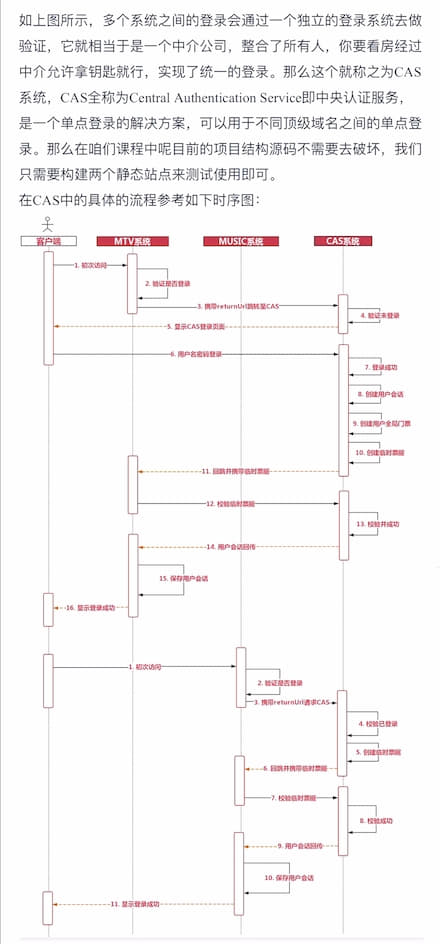 如上图所示，多个系统之间的登录会通过一个独立的登录系统去做
验证，它就相当于是一个中介公司，整合了所有人，你要看房经过
中介允许拿钥匙就行，实现了统一的登录。那么这个就称之为CAS
系统，CAS全称为Central Authentication Service即中央认证服务，
是一个单点登录的解决方案，可以用于不同顶级域名之间的单点登
录。那么在咱们课程中呢目前的项目结构源码不需要去破坏，我们
只需要构建两个静态站点来测试使用即可。
在CAS中的具体的流程参考如下时序图：
客户端 MTV系统 MUSIC系统 CAS系统
1. 初次访问
2. 验证是否登录
3. 携带returnUrl跳转至CAS
4. 验证未登录
5. 显示CAS登录页面
6. 用户名密码登录
7. 登录成功
8. 创建用户会话
9. 创建用户全局门票
10. 创建临时票据
11. 回跳并携带临时票据
12. 校验临时票据
13. 校验并成功
14. 用户会话回传
15. 保存用户会话
16. 显示登录成功
1. 初次访问
2. 验证是否登录
3. 携带returnUrl请求CAS
4. 校验已登录
5. 创建临时票据
6. 回跳并携带临时票据
7. 校验临时票据
8. 校验成功
9. 用户会话回传
10. 保存用户会话
11. 显示登录成功